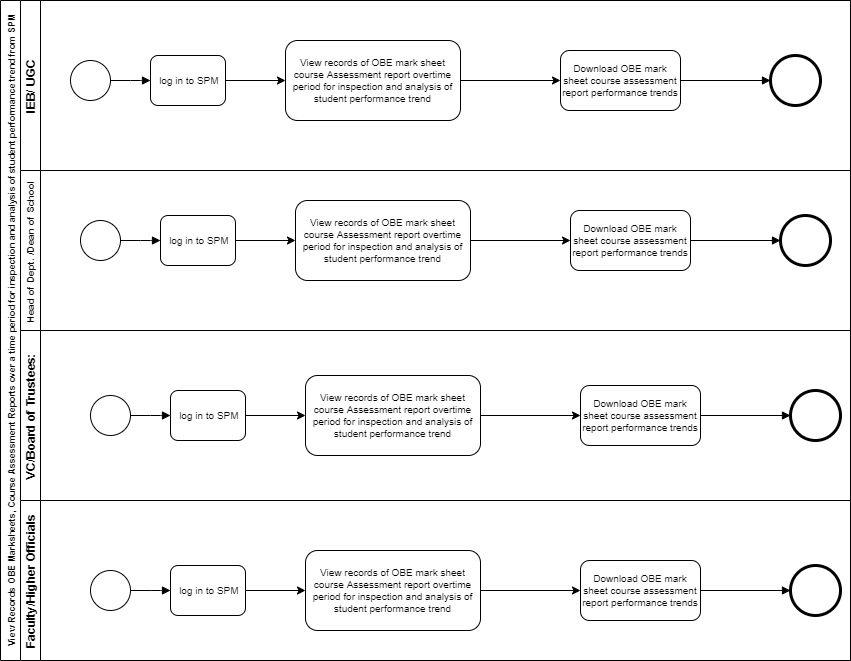 View Records OBE Marksheets, Course Assessment Reports over a time period for inspection and analysis of student performance trend from SPM
IEB/ UGC
log in to SPM
View records of OBE mark sheet
course Assessment report overtime
period for inspection and analysis of
student performance trend
Download OBE mark
sheet course assessment
report performance trends
Head of Dept. /Dean of School
log in to SPM
View records of OBE mark sheet
course Assessment report overtime
period for inspection and analysis of
student performance trend
Download OBE mark
sheet course assessment
report performance trends
VC/Board of Trustees:
log in to SPM
View records of OBE mark sheet
course Assessment report overtime
period for inspection and analysis of
student performance trend
Download OBE mark
sheet course assessment
report performance trends
Faculty/Higher Officials
log in to SPM
View records of OBE mark sheet
course Assessment report overtime
period for inspection and analysis of
student performance trend
Download OBE mark
sheet course assessment
report performance trends